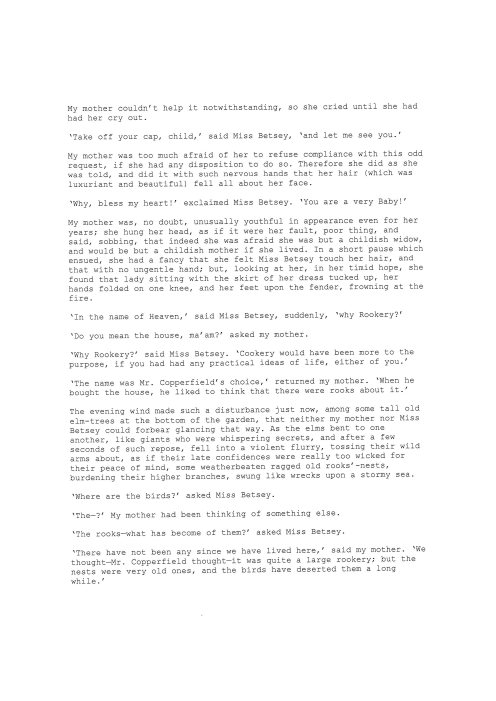 My mother couldn't help it notwithstanding, so she cried until she had
had her cry out.
‘Take off your cap, child,’ said Miss Betsey, ‘and let me see you.’
My mother was too much afraid of her to refuse compliance with this odd
request, if she had any disposition to do so. Therefore she did as she
was told, and did it with such nervous hands that her hair (which was
luxuriant and beautiful) fell all about her face.
‘Why, bless my heart!’ exclaimed Miss Betsey. ‘You are a very Baby!’
My mother was, no doubt, unusually youthful in appearance even for her
years; she hung her head, as if it were her fault, poor thing, and
said, sobbing, that indeed she was afraid she was but a childish widow,
and would be but a childish mother if she lived. In a short pause which
ensued, she had a fancy that she felt Miss Betsey touch her hair, and
that with no ungentle hand; but, looking at her, in her timid hope, she
found that lady sitting with the skirt of her dress tucked up, her
hands folded on one knee, and her feet upon the fender, frowning at the
fire.
‘In the name of Heaven,’ said Miss Betsey, suddenly, ‘why Rookery?’
‘Do you mean the house, ma'am?’ asked my mother.
‘Why Rookery?’ said Miss Betsey. ‘Cookery would have been more to the
purpose, if you had had any practical ideas of life, either of you.’
‘The name was Mr. Copperfield's choice,’ returned my mother. ‘When he
bought the house, he liked to think that there were rooks about it.’
The evening wind made such a disturbance just now, among some tall old
elm-trees at the bottom of the garden, that neither my mother nor Miss
Betsey could forbear glancing that way. As the elms bent to one
another, like giants who were whispering secrets, and after a few
seconds of such repose, fell into a violent flurry, tossing their wild
arms about, as if their late confidences were really too wicked for
their peace of mind, some weatherbeaten ragged old rooks'-nests,
burdening their higher branches, swung like wrecks upon a stormy sea.
‘Where are the birds?’ asked Miss Betsey.
‘The—?’ My mother had been thinking of something else.
‘The rooks—what has become of them?’ asked Miss Betsey.
‘There have not been any since we have lived here,’ said my mother. ‘We
thought—Mr. Copperfield thought—it was quite a large rookery; but the
nests were very old ones, and the birds have deserted them a long
while.’